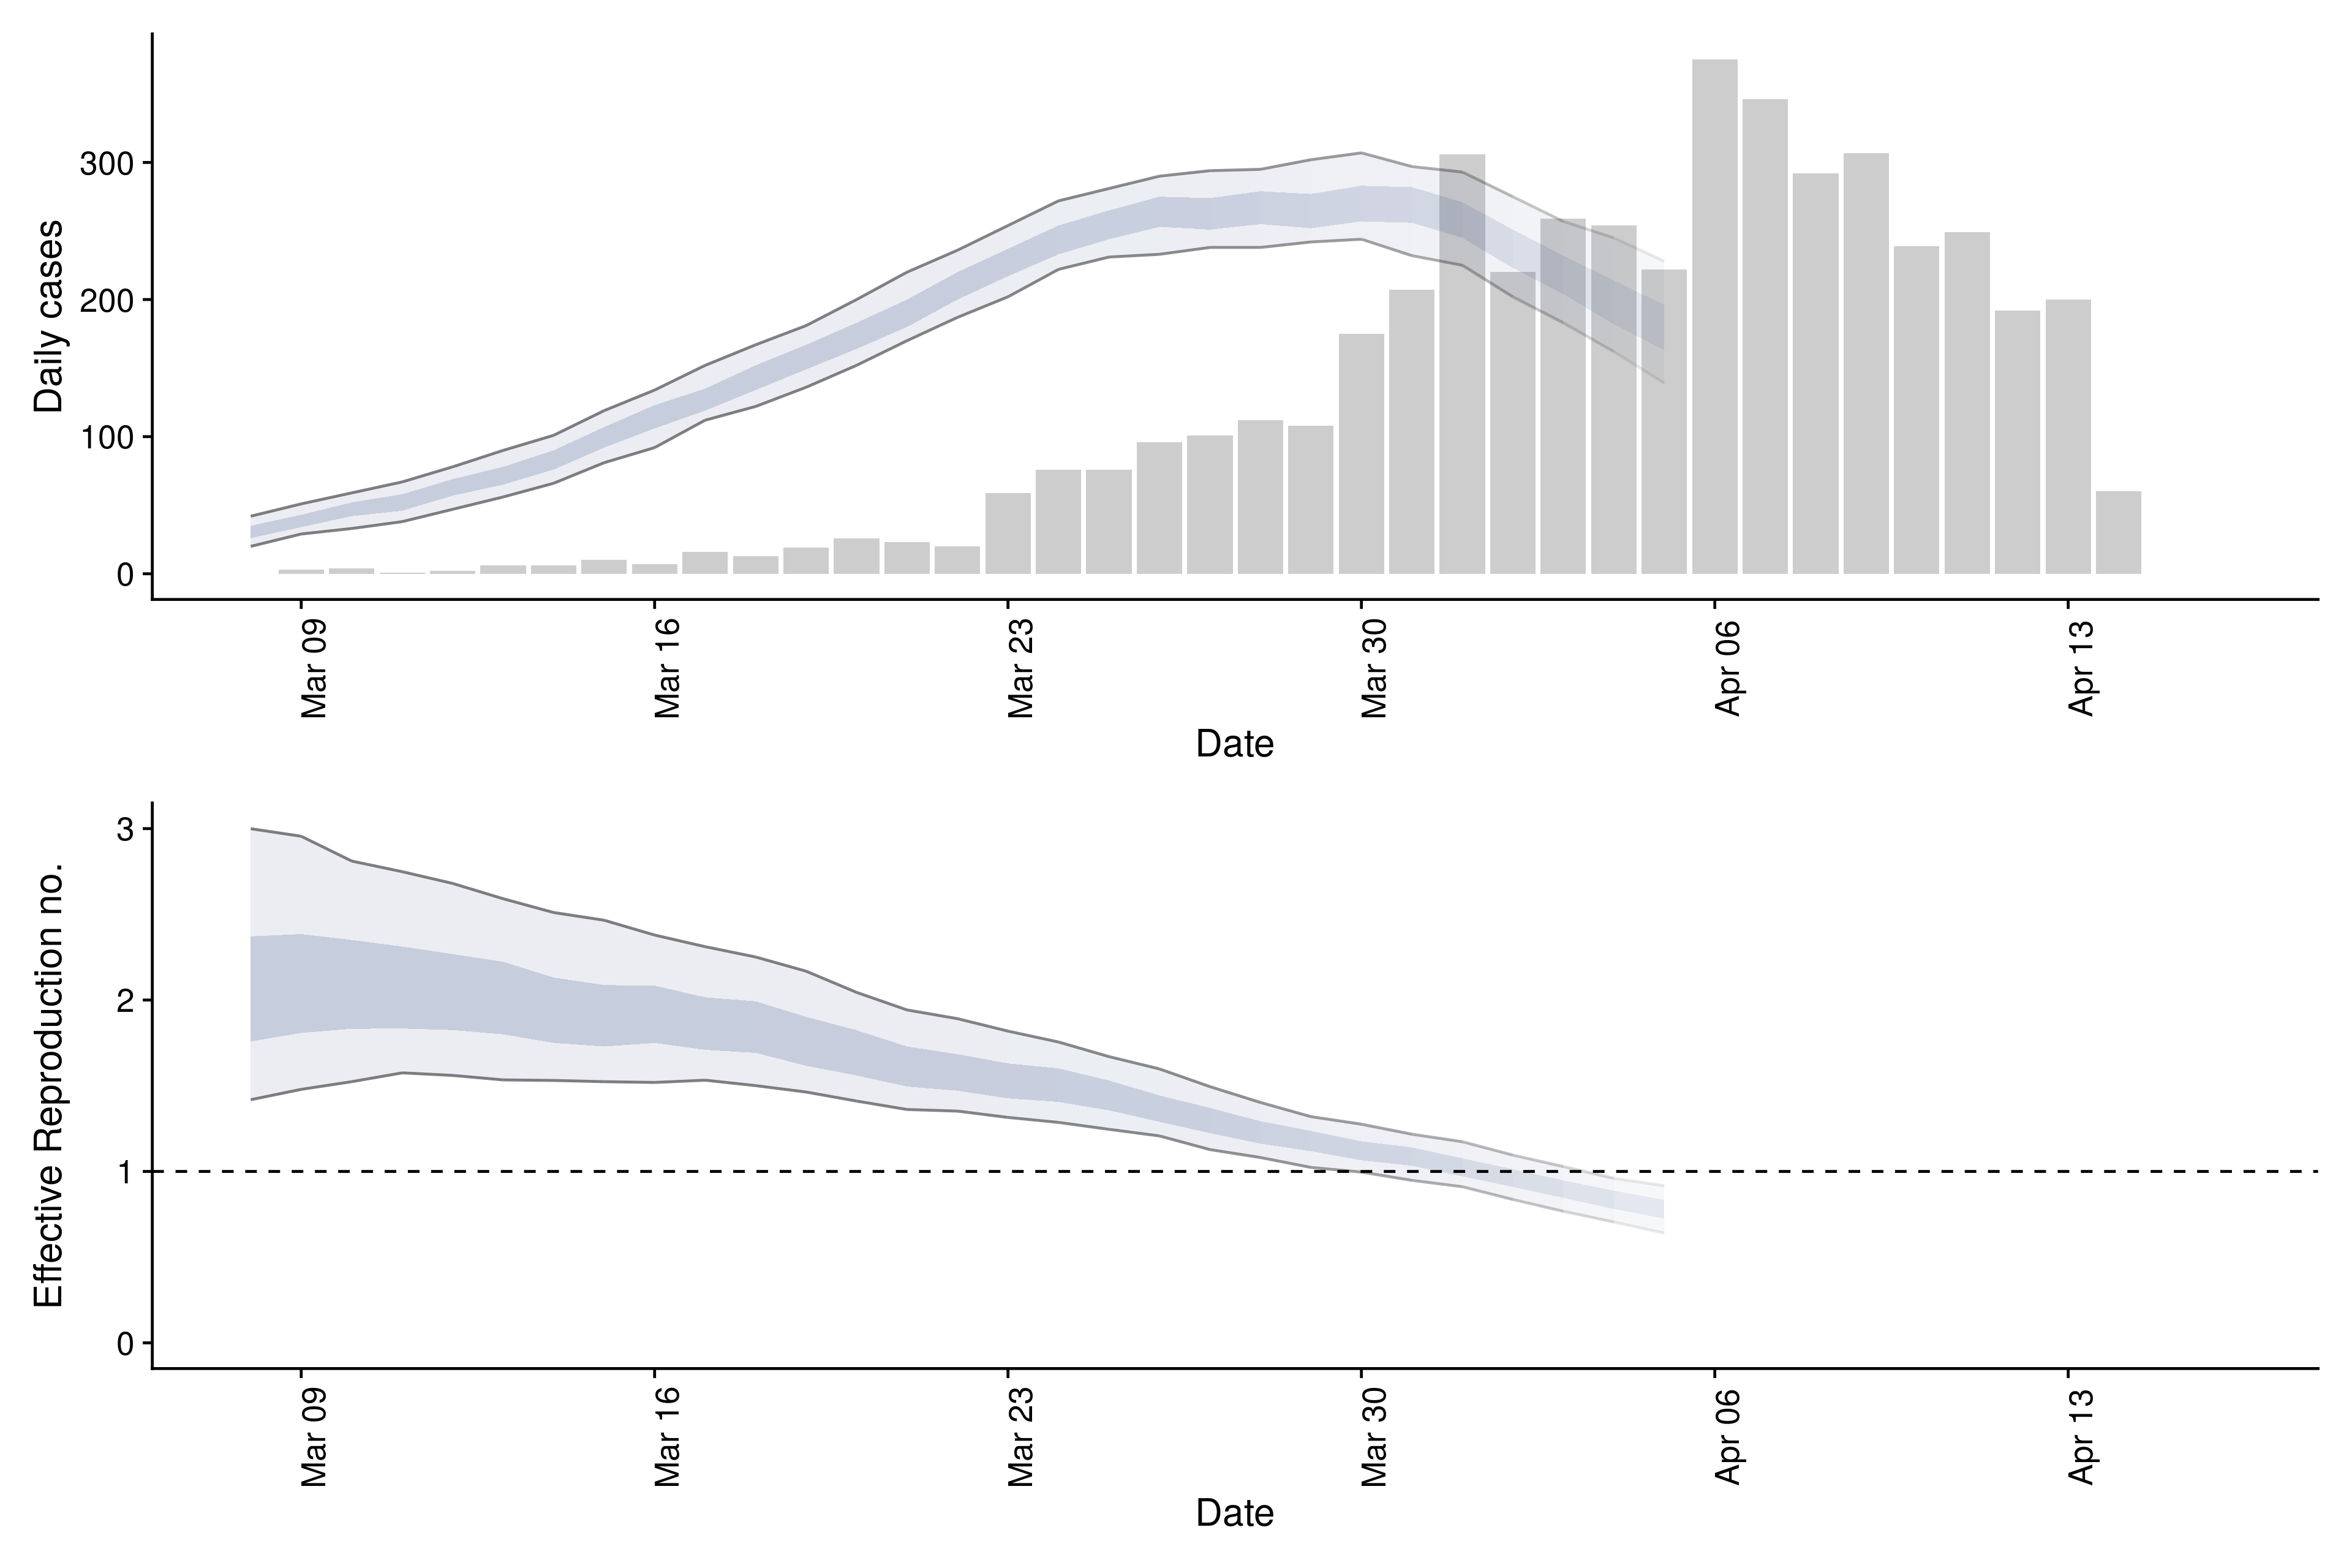 Daily cases
300
200
100
0
Mar 09
Mar 16
Mar 23
Mar 30
Apr 06
Apr 13
Date
Effective Reproduction no.
3
2
1
0
Mar 09
Mar 16
Mar 23
Mar 30
Apr 06
Apr 13
Date